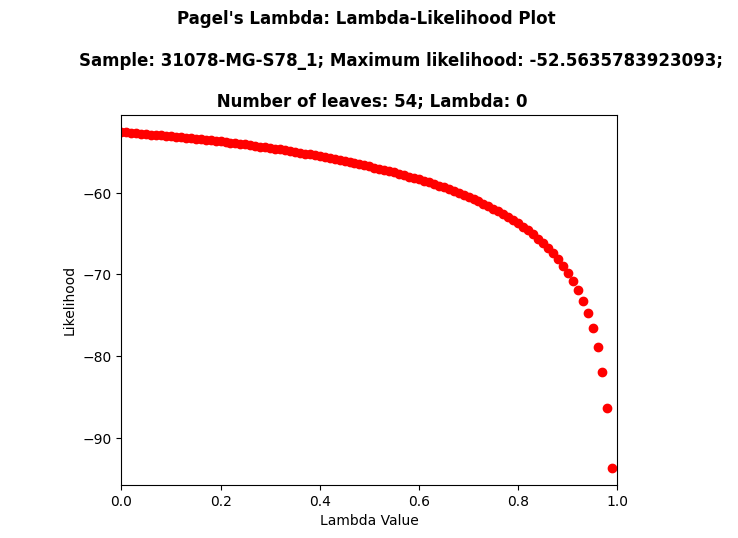 Pagel's Lambda: Lambda-Likelihood Plot
Sample: 31078-MG-S78_1; Maximum likelihood: -52.5635783923093;
Number of leaves: 54; Lambda: 0
Likelihood
−60
−70
−80
−90
0.0 0.2 0.4 0.6 0.8 1.0
Lambda Value